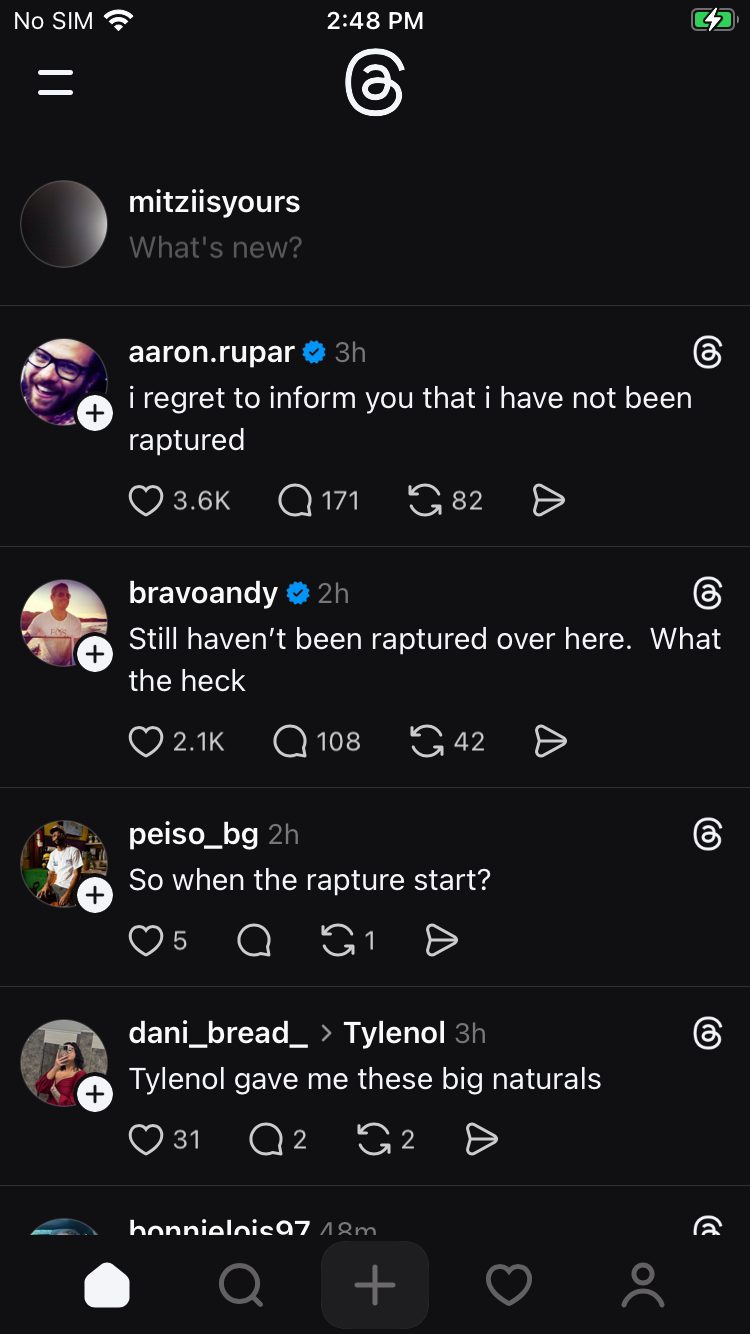 No SIM 2:48 PM
mitziisyours
What's new?
aaron.rupar 3h
i regret to inform you that i have not been
raptured
3.6K 171 82
bravoandy 2h
Still haven’t been raptured over here.  What
the heck
2.1K 108 42
peiso_bg 2h
So when the rapture start?
5 1
dani_bread_ > Tylenol 3h
Tylenol gave me these big naturals
31 2 2
bonnielois97 48m